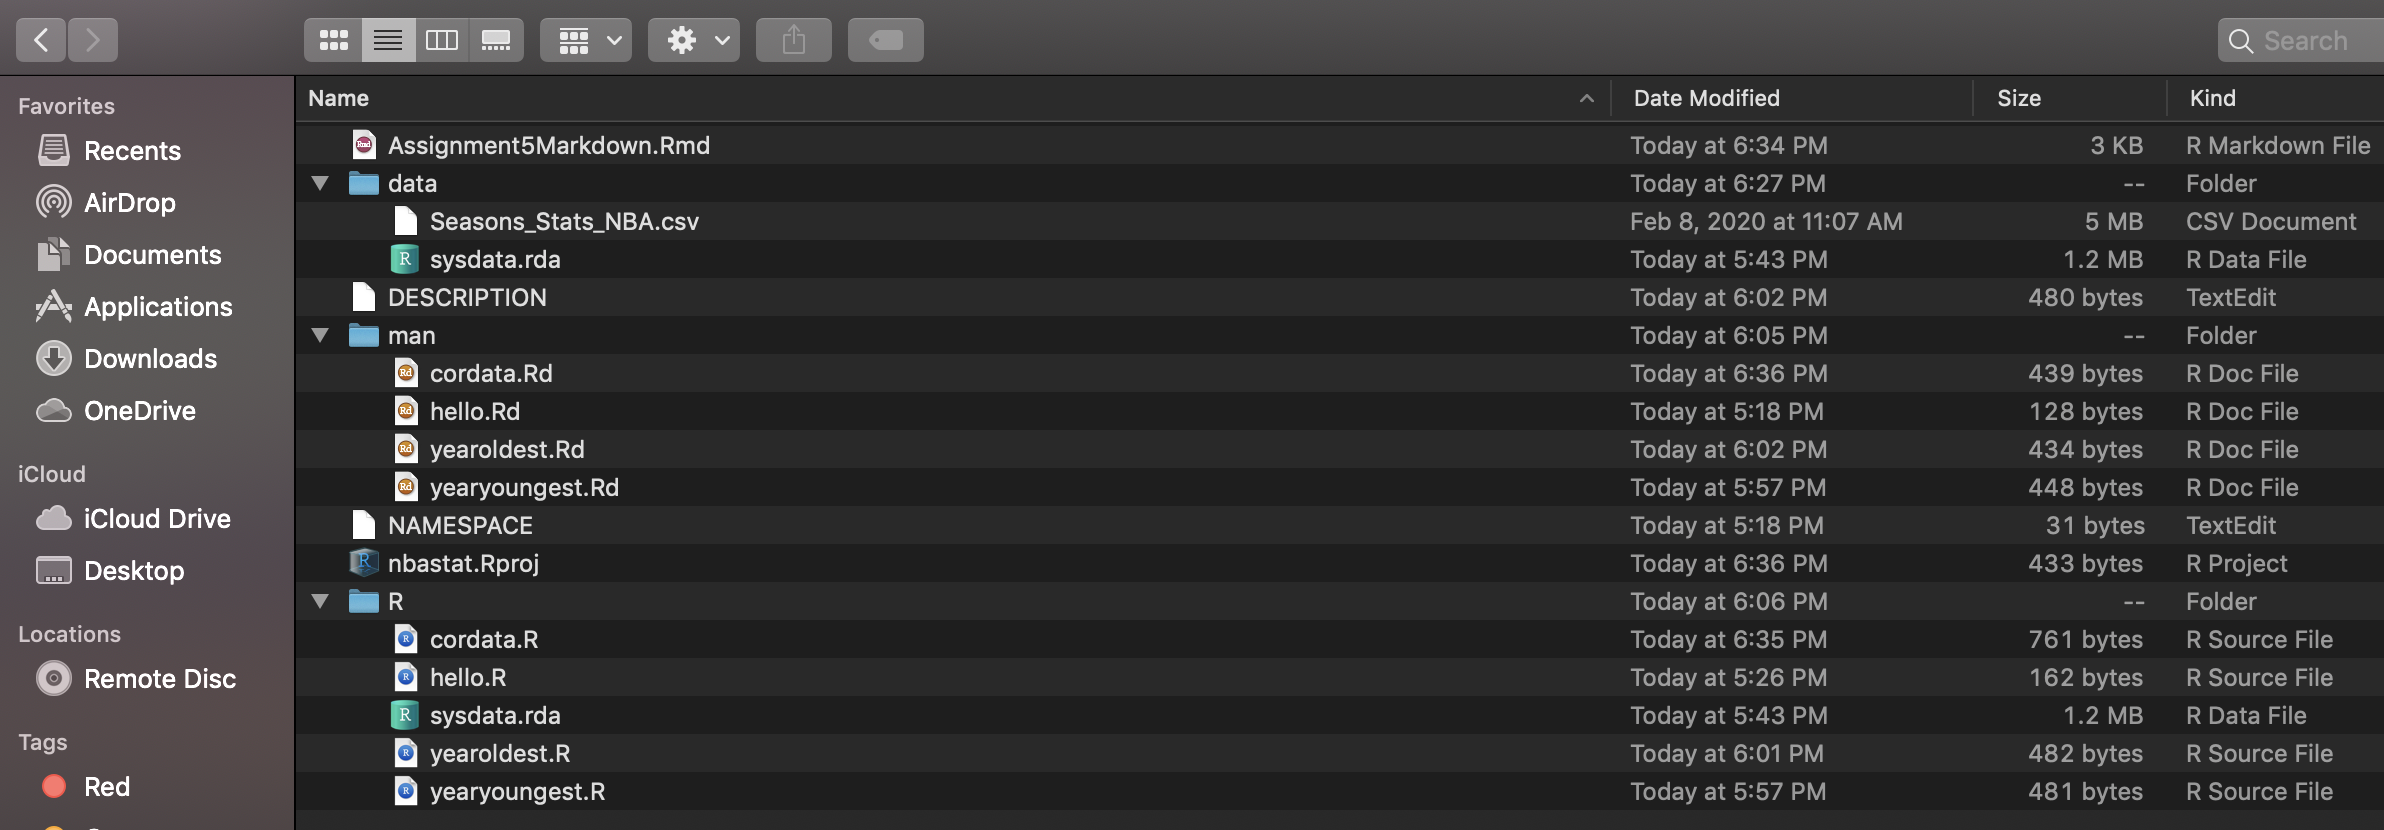 Search
Favorites
Recents
AirDrop
Documents
Applications
Downloads
OneDrive
iCloud
iCloud Drive
Desktop
Locations
Remote Disc
Tags
Red
Name Date Modified Size Kind
Assignment5Markdown.Rmd Today at 6:34 PM 3 KB R Markdown File
data Today at 6:27 PM -- Folder
Seasons_Stats_NBA.csv Feb 8, 2020 at 11:07 AM 5 MB CSV Document
sysdata.rda Today at 5:43 PM 1.2 MB R Data File
DESCRIPTION Today at 6:02 PM 480 bytes TextEdit
man Today at 6:05 PM -- Folder
cordata.Rd Today at 6:36 PM 439 bytes R Doc File
hello.Rd Today at 5:18 PM 128 bytes R Doc File
yearoldest.Rd Today at 6:02 PM 434 bytes R Doc File
yearyoungest.Rd Today at 5:57 PM 448 bytes R Doc File
NAMESPACE Today at 5:18 PM 31 bytes TextEdit
nbastat.Rproj Today at 6:36 PM 433 bytes R Project
R Today at 6:06 PM -- Folder
cordata.R Today at 6:35 PM 761 bytes R Source File
hello.R Today at 5:26 PM 162 bytes R Source File
sysdata.rda Today at 5:43 PM 1.2 MB R Data File
yearoldest.R Today at 6:01 PM 482 bytes R Source File
yearyoungest.R Today at 5:57 PM 481 bytes R Source File